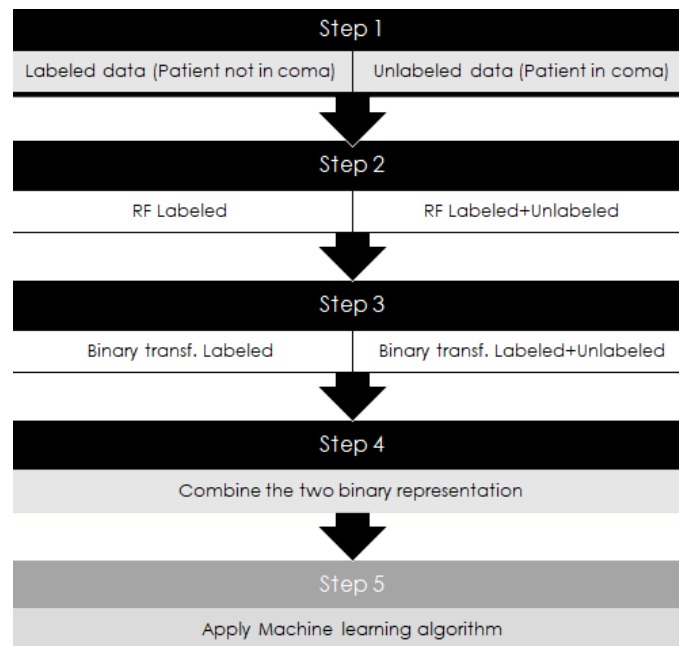 Step 1
Labeled data (Patient not in coma)
Unlabeled data (Patient in coma)
Step 2
RF Labeled
RF Labeled+Unlabeled
Step 3
Binary transf. Labeled
Binary transf. Labeled+Unlabeled
Step 4
Combine the two binary representation
Step 5
Apply Machine learning algorithm